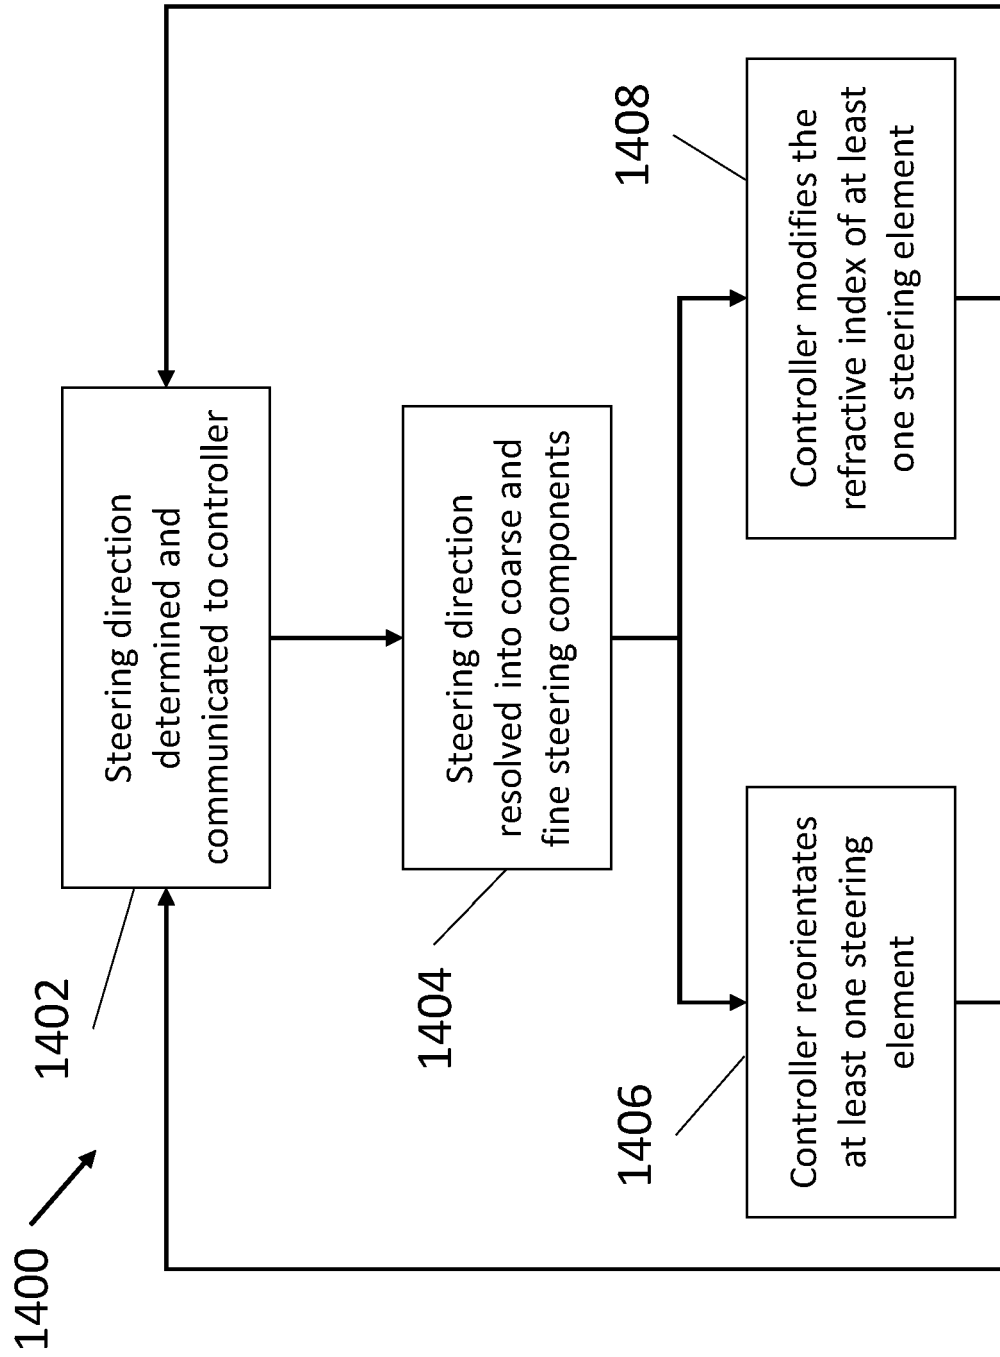 1400
1402
Steering direction
determined and
communicated to controller
1404
Steering direction
resolved into coarse and
fine steering components
1406
Controller reorientates
at least one steering
element
1408
Controller modifies the
refractive index of at least
one steering element